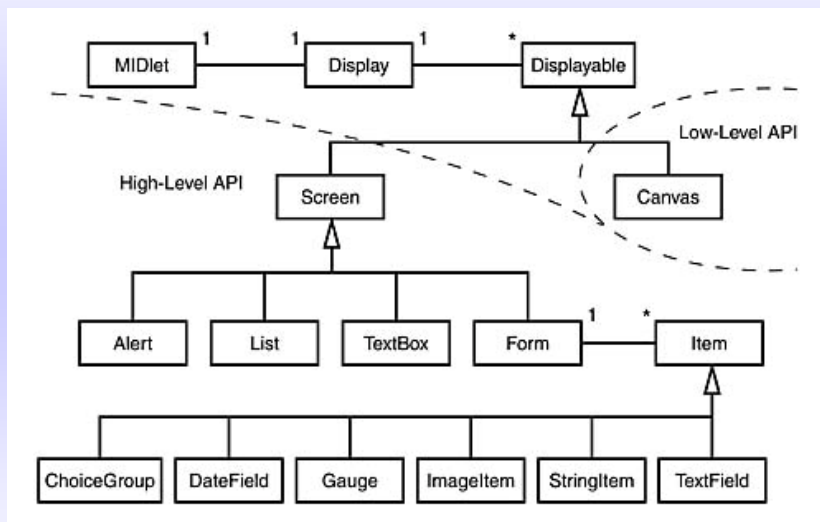 1 1 1 *
MIDlet Display Displayable
Low-Level API
High-Level API
Screen Canvas
1 *
Alert List TextBox Form Item
ChoiceGroup DateField Gauge ImageItem StringItem TextField